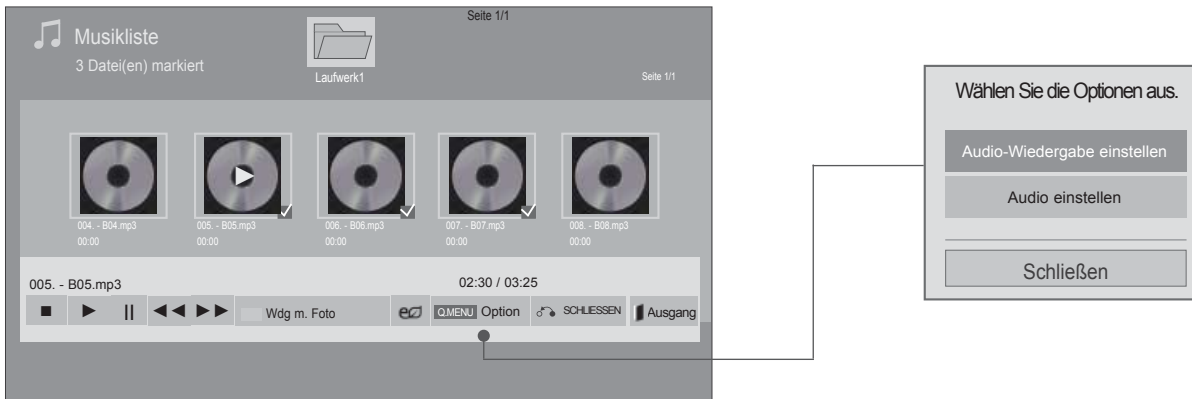 Seite 1/1
Musikliste
3 Datei(en) markiert
Laufwerk1
Seite 1/1
004. - B04.mp3
00:00
005. - B05.mp3
00:00
006. - B06.mp3
00:00
007. - B07.mp3
00:00
008. - B08.mp3
00:00
005. - B05.mp3
02:30 / 03:25
Wdg m. Foto
Q.MENU Option
SCHLIESSEN
Ausgang
Wählen Sie die Optionen aus.
Audio-Wiedergabe einstellen
Audio einstellen
Schließen